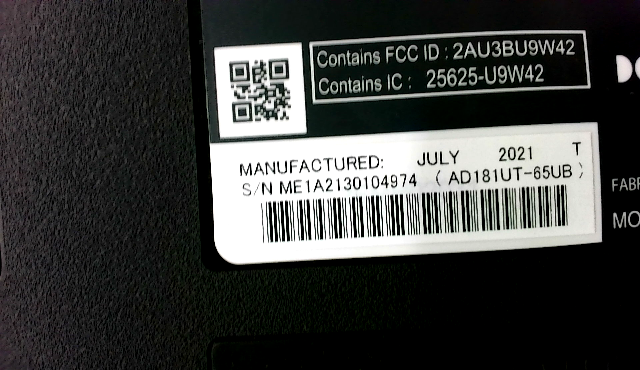 Contains FCC ID : 2AU3BU9W42
Contains IC : 25625-U9W42
MANUFACTURED: JULY 2021 T
S/N ME1A2130104974 ( AD181UT-65UB )